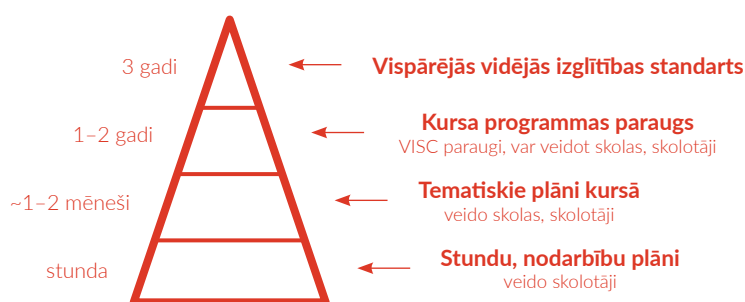 3 gadi
Vispārējās vidējās izglītības standarts
1–2 gadi
Kursa programmas paraugs
VISC paraugi, var veidot skolas, skolotāji
~1–2 mēneši
Tematiskie plāni kursā
veido skolas, skolotāji
stunda
Stundu, nodarbību plāni
veido skolotāji